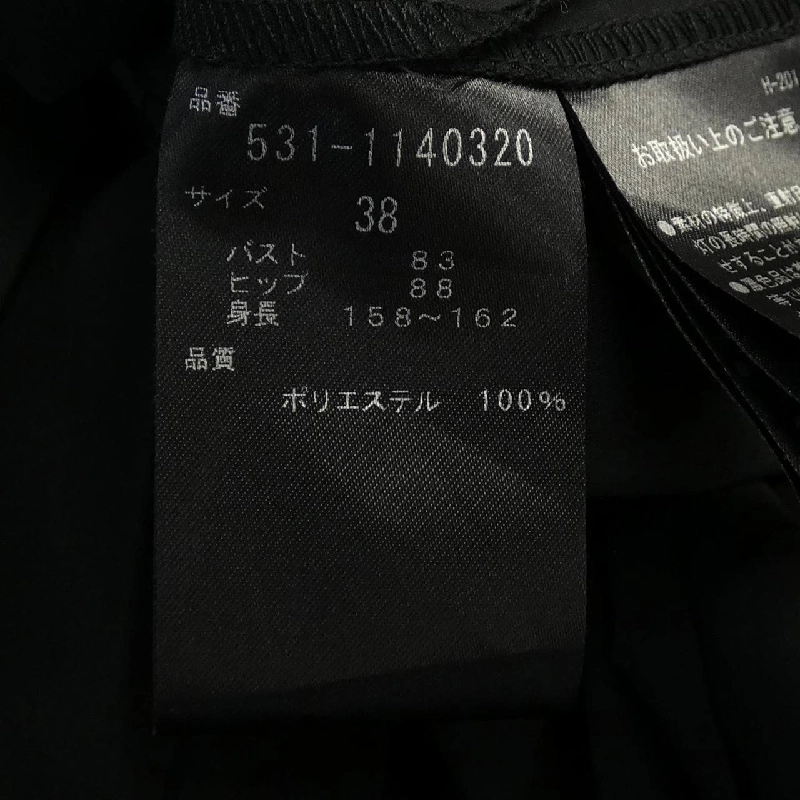 品番
531-1140320
サイズ 38
バスト 83
ヒップ 88
身長 158～162
品質
ポリエステル 100%
H-201
お取扱い上のご注意